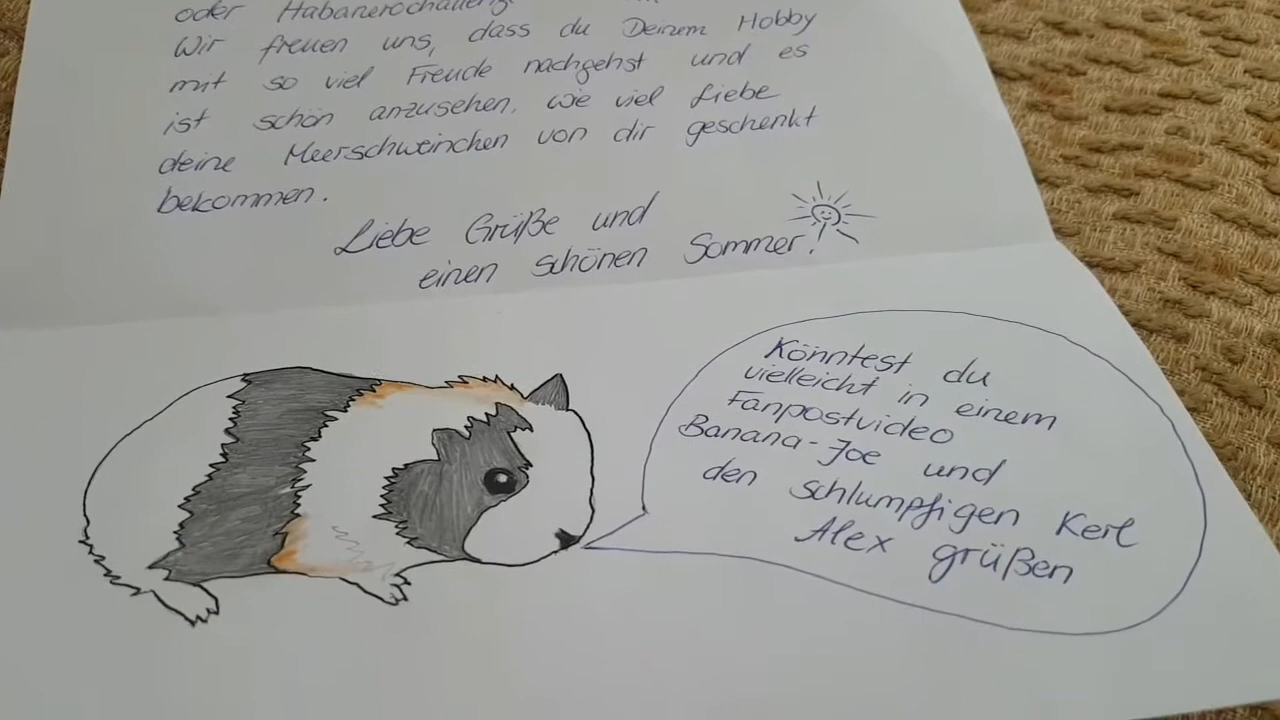 oder Habanerochalleng
Wir freuen uns, dass du Deinem Hobby
mit so viel Freude nachgehst und es
ist schön anzusehen, wie viel Liebe
deine Meerschweinchen von dir geschenkt
bekommen.
Liebe Grüße und
einen schönen Sommer!
Könntest du
vielleicht in einem
Fanpostvideo
Banana-Joe und
den schlumpfigen Kerl
Alex grüßen